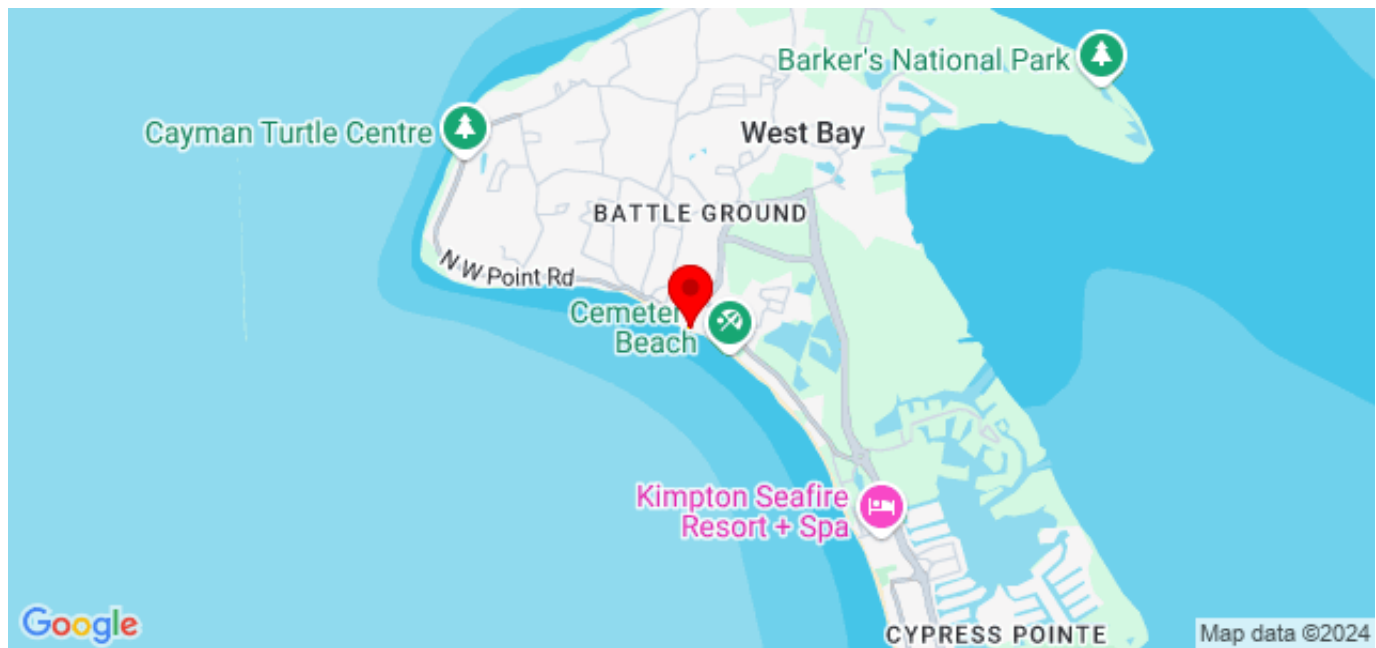 Barker's National Park
Cayman Turtle Centre
West Bay
BATTLE GROUND
N W Point Rd
Cemetery
Beach
Kimpton Seafire
Resort + Spa
CYPRESS POINTE
Google
Map data ©2024